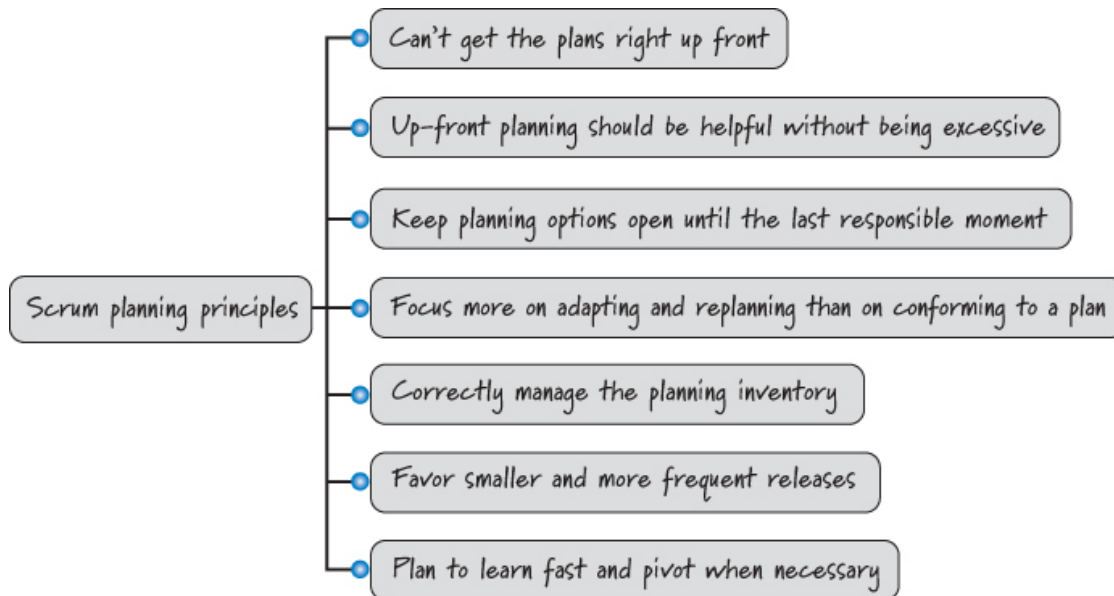 Can't get the plans right up front
Up-front planning should be helpful without being excessive
Keep planning options open until the last responsible moment
Scrum planning principles
Focus more on adapting and replanning than on conforming to a plan
Correctly manage the planning inventory
Favor smaller and more frequent releases
Plan to learn fast and pivot when necessary